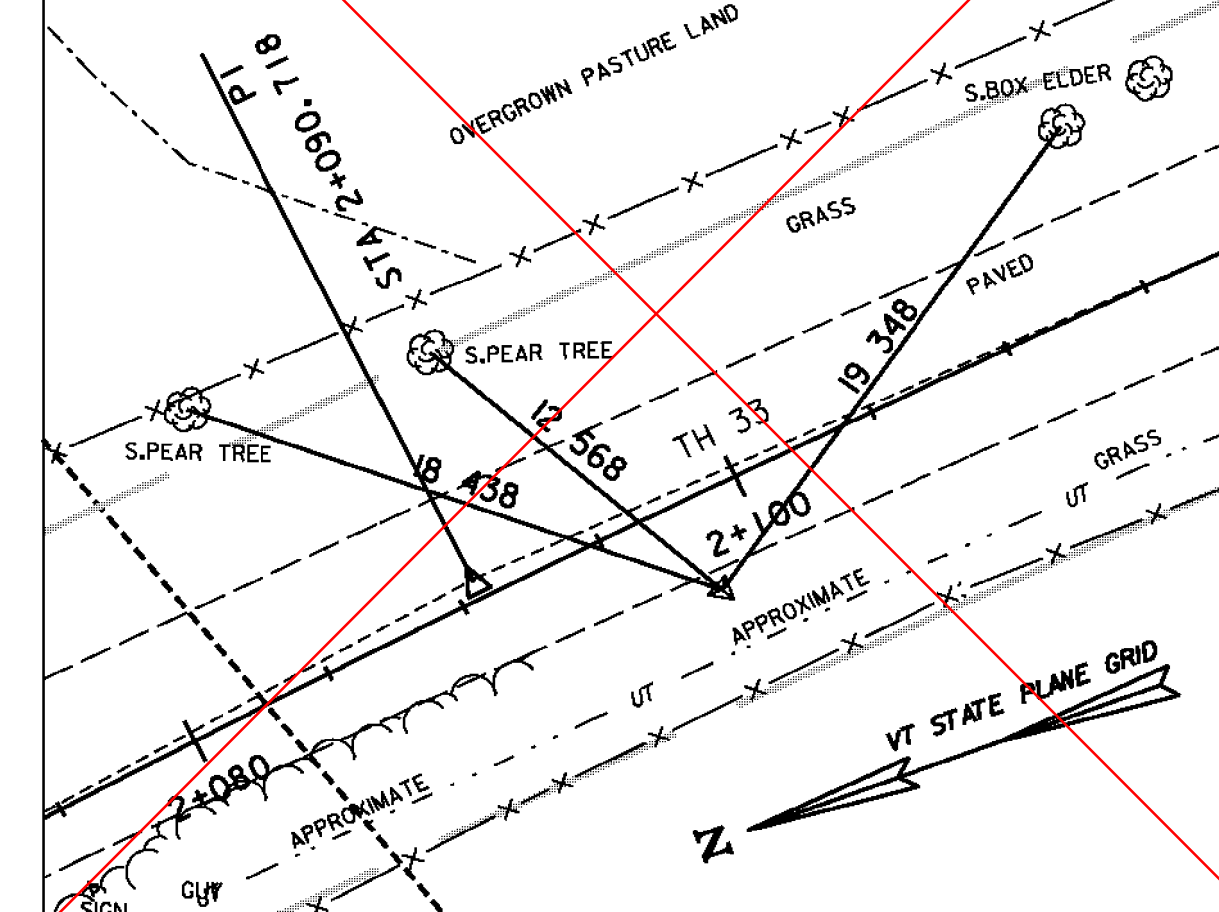 PI
STA 2+090.718
OVERGROWN PASTURE LAND
S.BOX ELDER
GRASS
PAVED
S.PEAR TREE
19 348
S.PEAR TREE
12 568
TH 33
18 438
2+100
GRASS
UT
APPROXIMATE
UT
VT STATE PLANE GRID
2+080
APPROXIMATE
N
SIGN